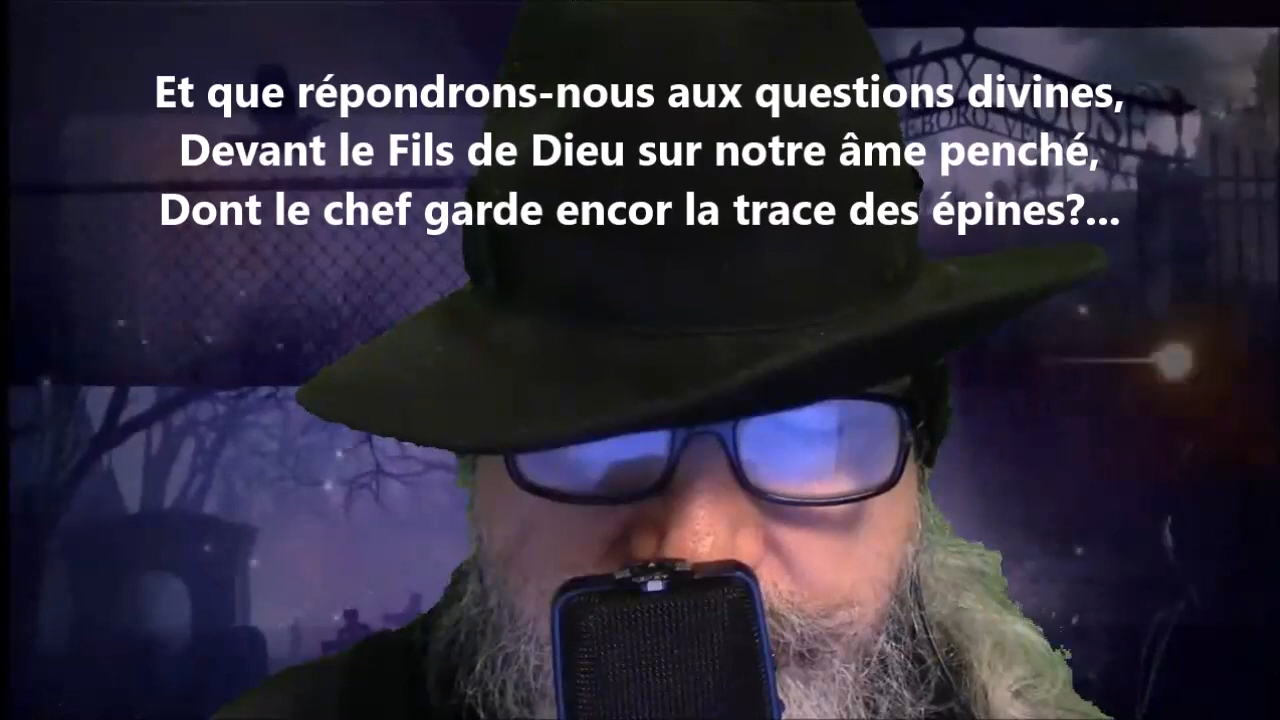 Et que répondrons-nous aux questions divines,
Devant le Fils de Dieu sur notre âme penché,
Dont le chef garde encor la trace des épines?...